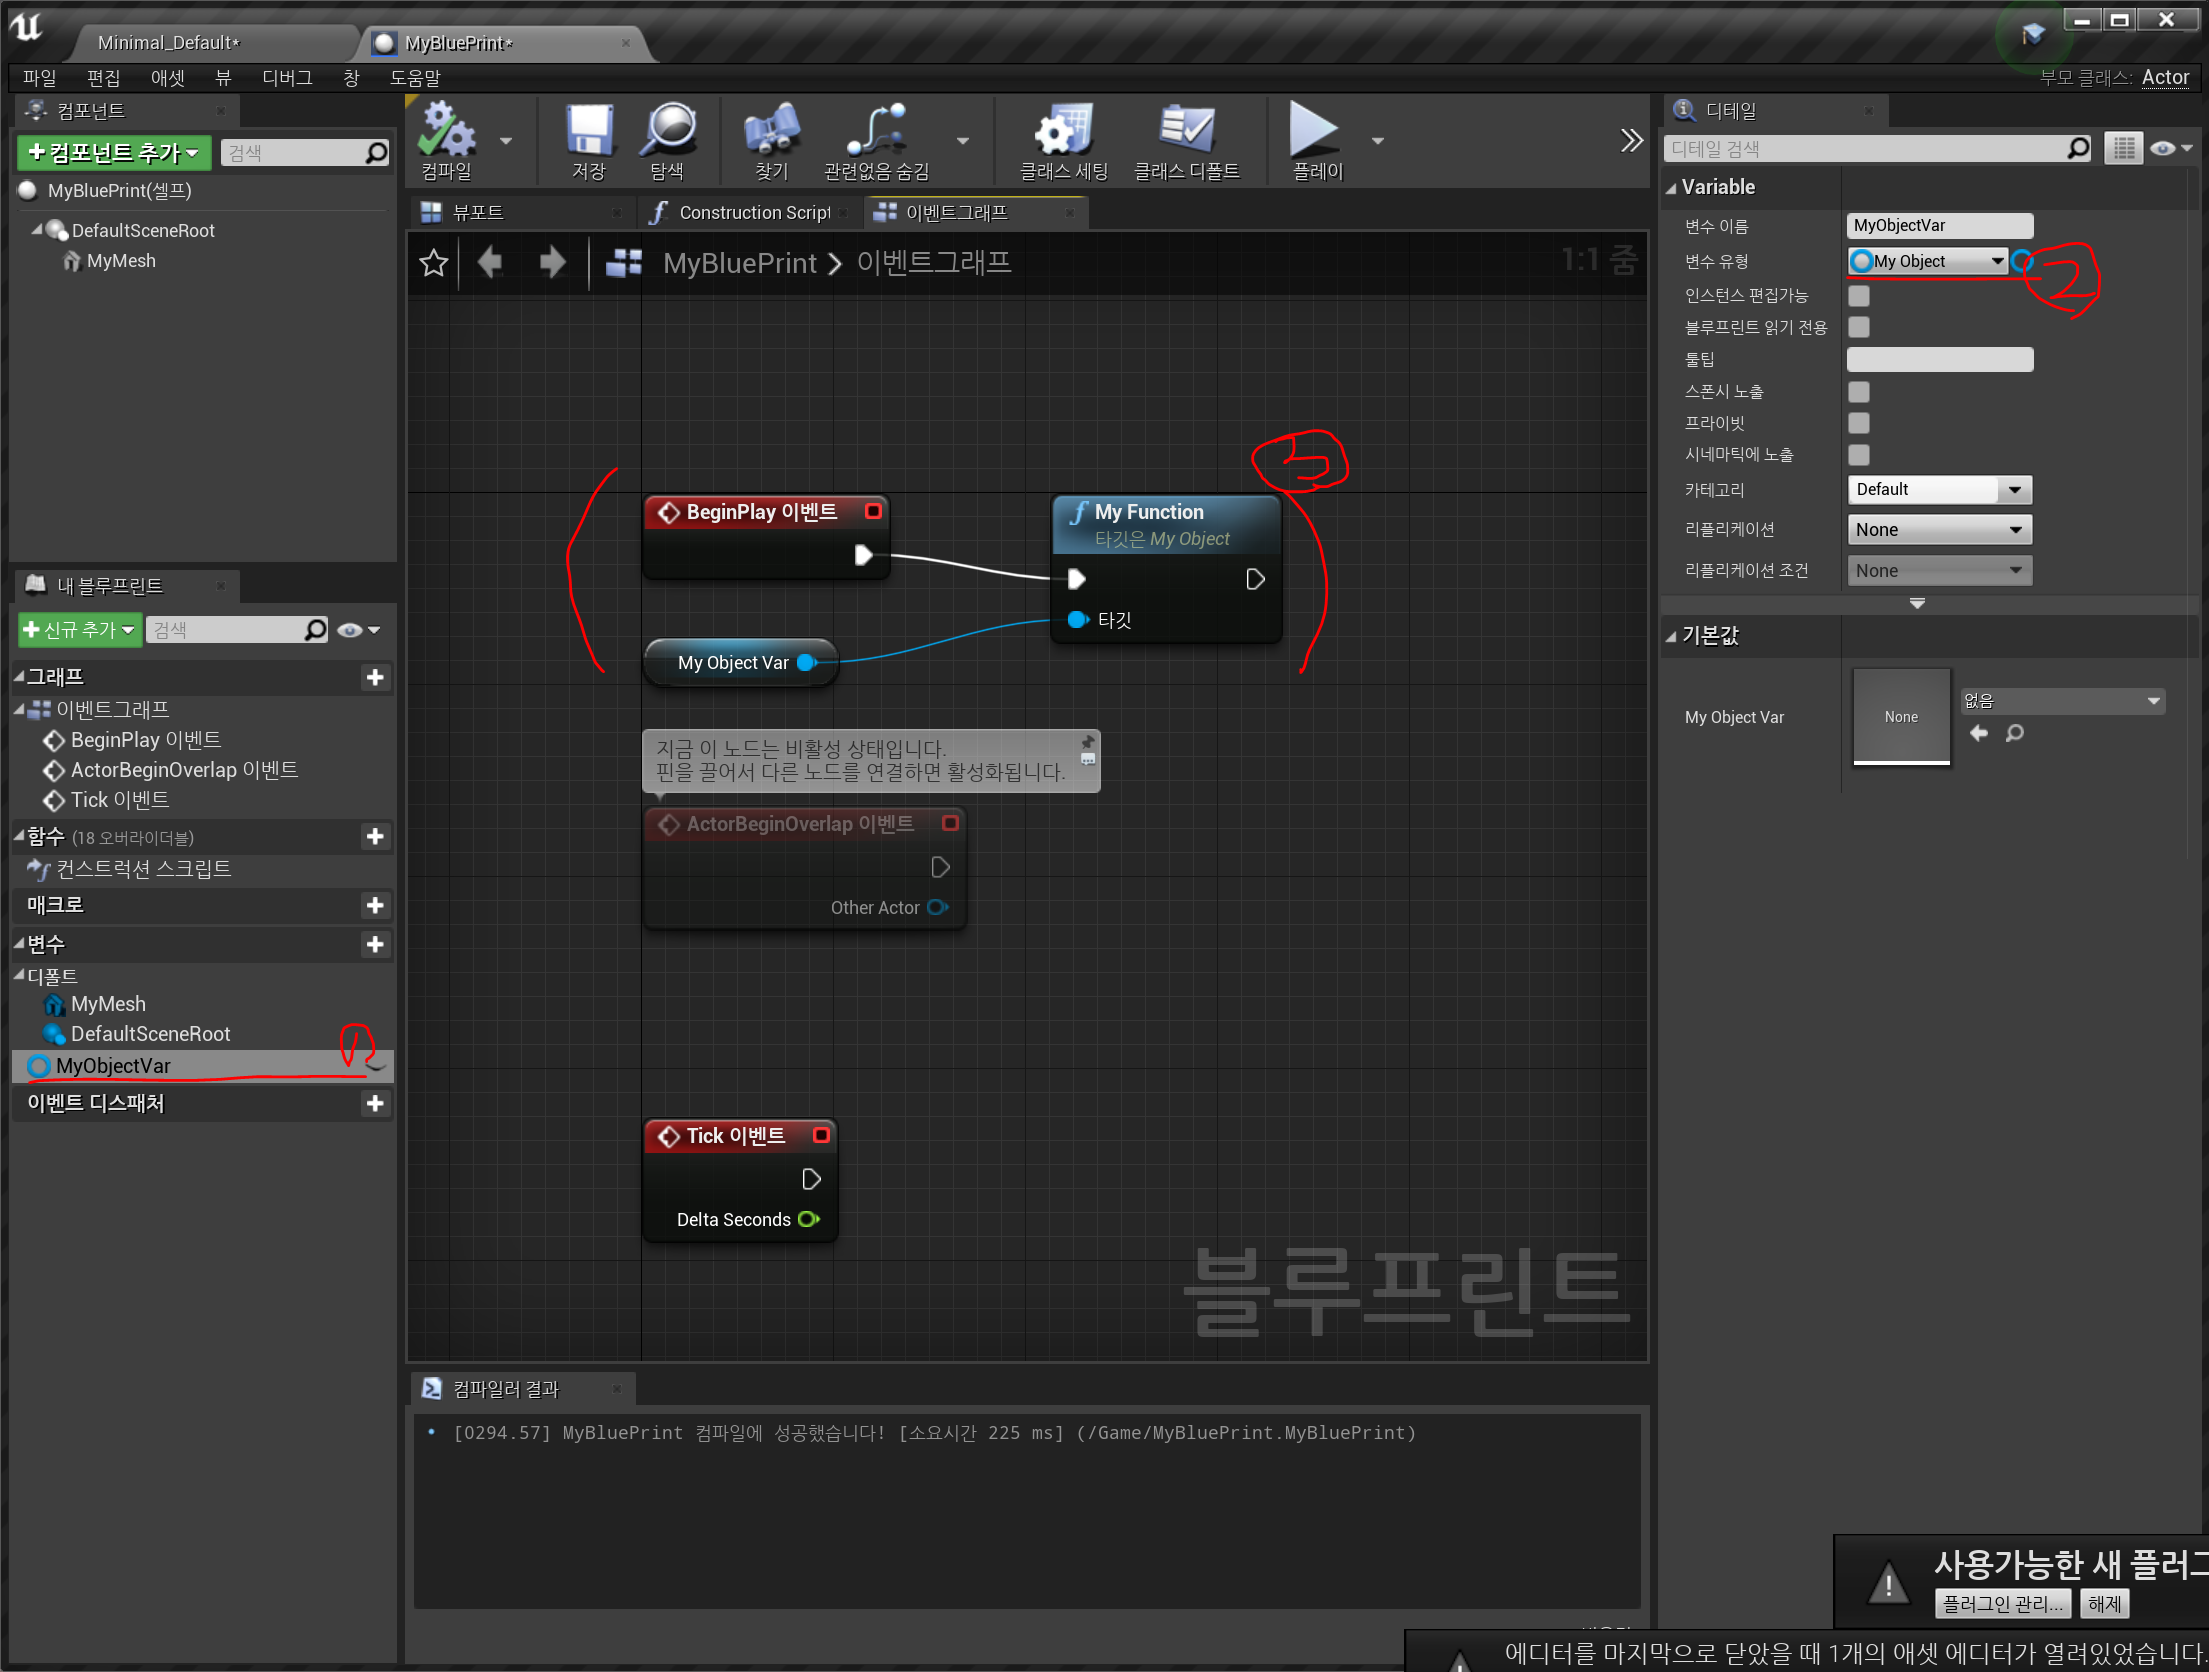 Minimal_Default*
MyBluePrint*
파일 편집 애셋 뷰 디버그 창 도움말
부모 클래스: Actor
컴포넌트
+컴포넌트 추가
검색
MyBluePrint(셀프)
DefaultSceneRoot
MyMesh
내 블루프린트
+신규 추가
검색
그래프
이벤트그래프
BeginPlay 이벤트
ActorBeginOverlap 이벤트
Tick 이벤트
함수 (18 오버라이더블)
컨스트럭션 스크립트
매크로
변수
디폴트
MyMesh
DefaultSceneRoot
MyObjectVar
1
이벤트 디스패처
컴파일 저장 탐색 찾기 관련없음 숨김 클래스 세팅 클래스 디폴트 플레이
뷰포트
Construction Script
이벤트그래프
MyBluePrint > 이벤트그래프
1:1 줌
3
BeginPlay 이벤트
My Function
타깃은 My Object
타깃
My Object Var
지금 이 노드는 비활성 상태입니다.
핀을 끌어서 다른 노드를 연결하면 활성화됩니다.
ActorBeginOverlap 이벤트
Other Actor
Tick 이벤트
Delta Seconds
블루프린트
컴파일러 결과
[0294.57] MyBluePrint 컴파일에 성공했습니다! [소요시간 225 ms] (/Game/MyBluePrint.MyBluePrint)
디테일
디테일 검색
Variable
변수 이름 MyObjectVar
변수 유형 My Object
2
인스턴스 편집가능
블루프린트 읽기 전용
툴팁
스폰시 노출
프라이빗
시네마틱에 노출
카테고리 Default
리플리케이션 None
리플리케이션 조건 None
기본값
My Object Var
None
없음
사용가능한 새 플러그
플러그인 관리... 해제
에디터를 마지막으로 닫았을 때 1개의 애셋 에디터가 열려있었습니다.